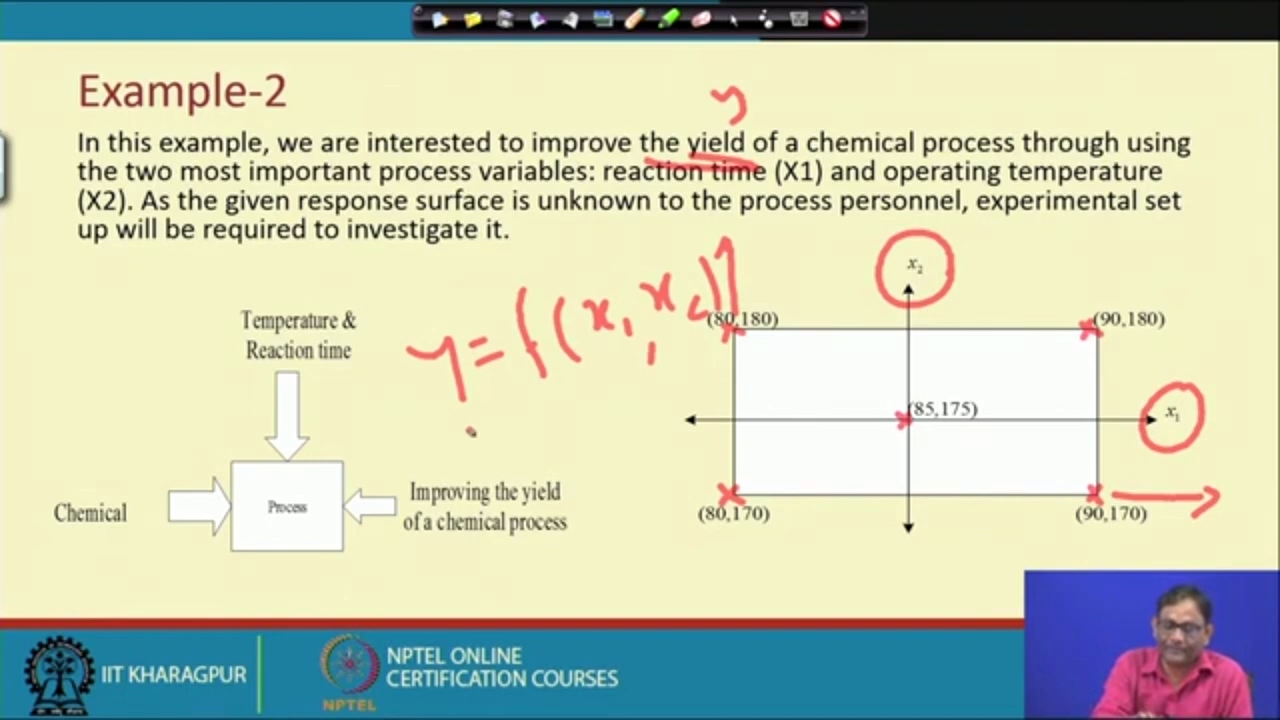 Example-2
y
In this example, we are interested to improve the yield of a chemical process through using
the two most important process variables: reaction time (X1) and operating temperature
(X2). As the given response surface is unknown to the process personnel, experimental set
up will be required to investigate it.
y = f(x1, x2)
x2
Temperature &
Reaction time
(80,180)
(90,180)
(85,175)
x1
Chemical
Process
Improving the yield
of a chemical process
(80,170)
(90,170)
IIT KHARAGPUR
NPTEL
NPTEL ONLINE
CERTIFICATION COURSES